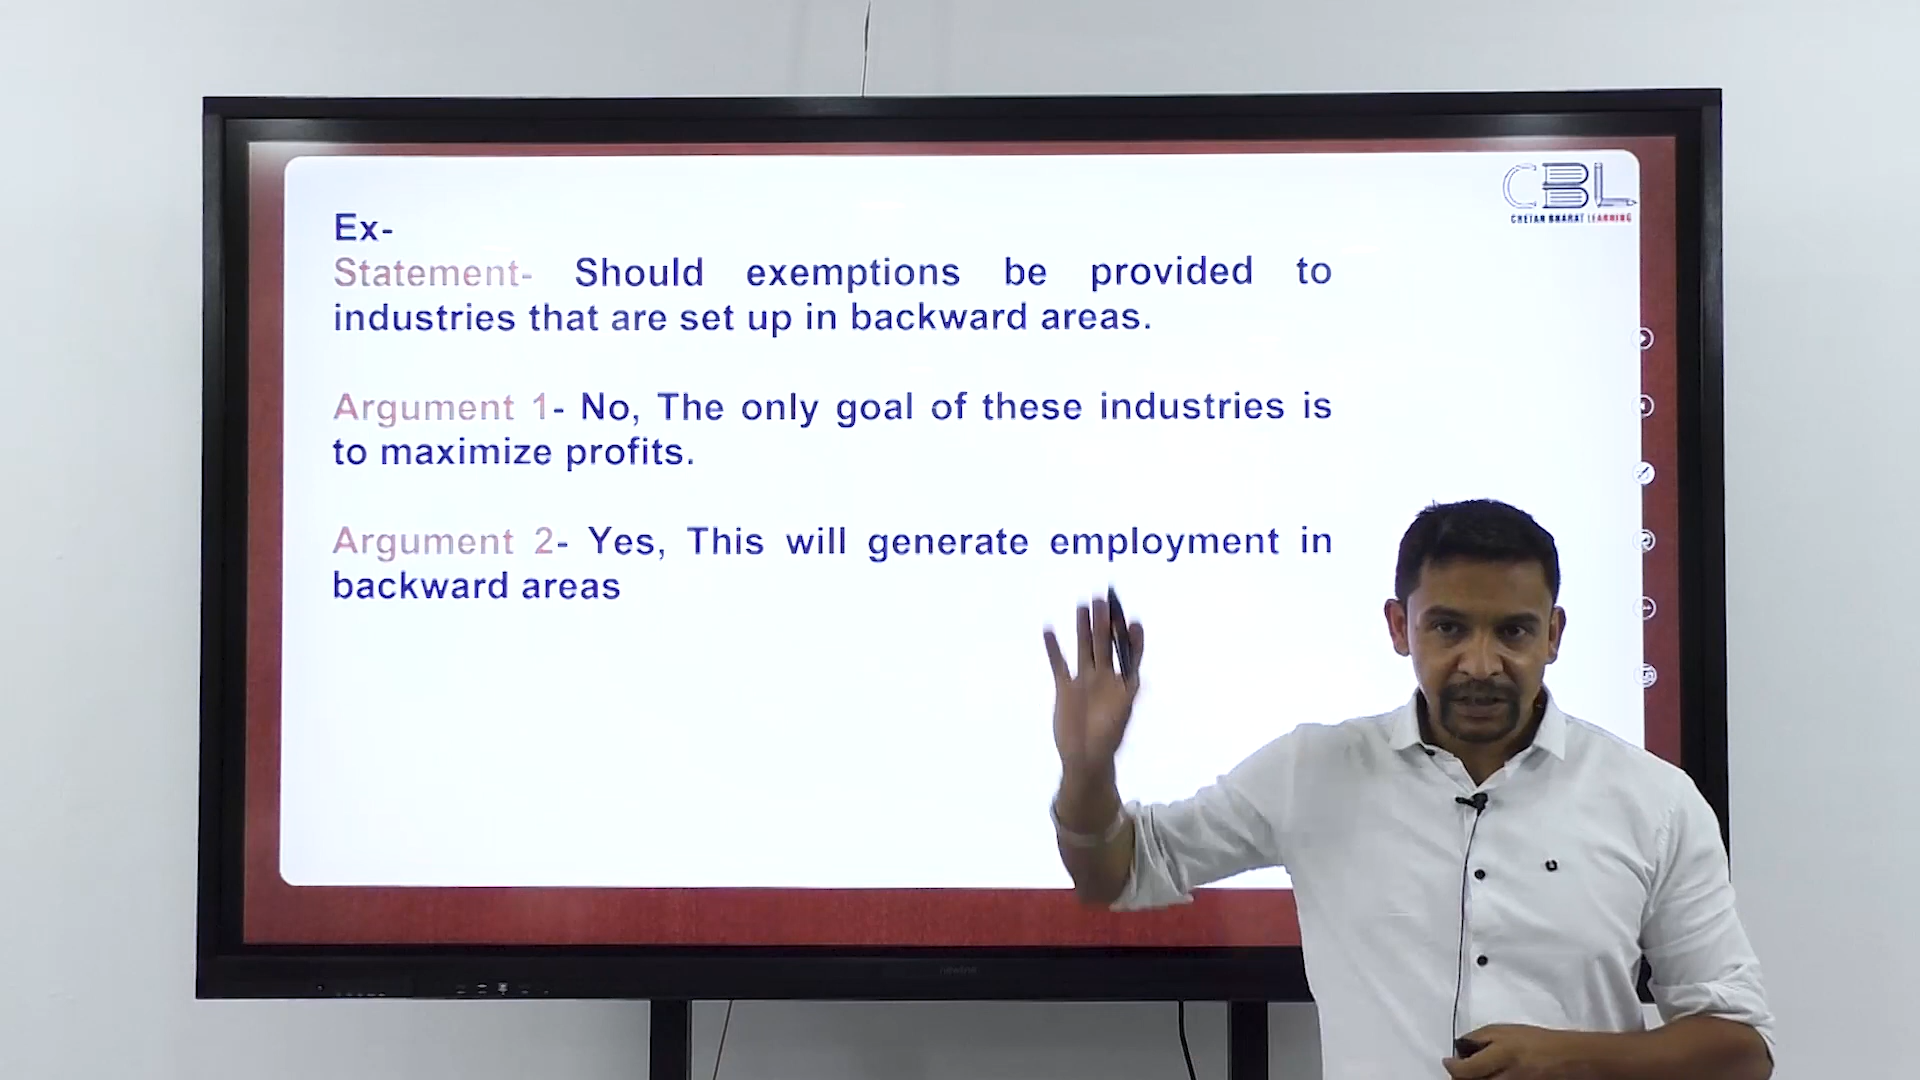 CBL
CHETAN BHARAT LEARNING
Ex-
Statement- Should exemptions be provided to
industries that are set up in backward areas.
Argument 1- No, The only goal of these industries is
to maximize profits.
Argument 2- Yes, This will generate employment in
backward areas
newline